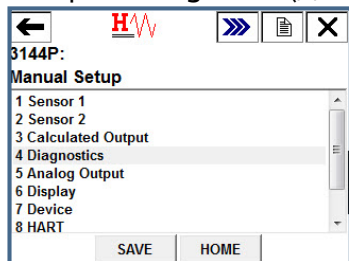 H
3144P:
Manual Setup
1 Sensor 1
2 Sensor 2
3 Calculated Output
4 Diagnostics
5 Analog Output
6 Display
7 Device
8 HART
SAVE HOME